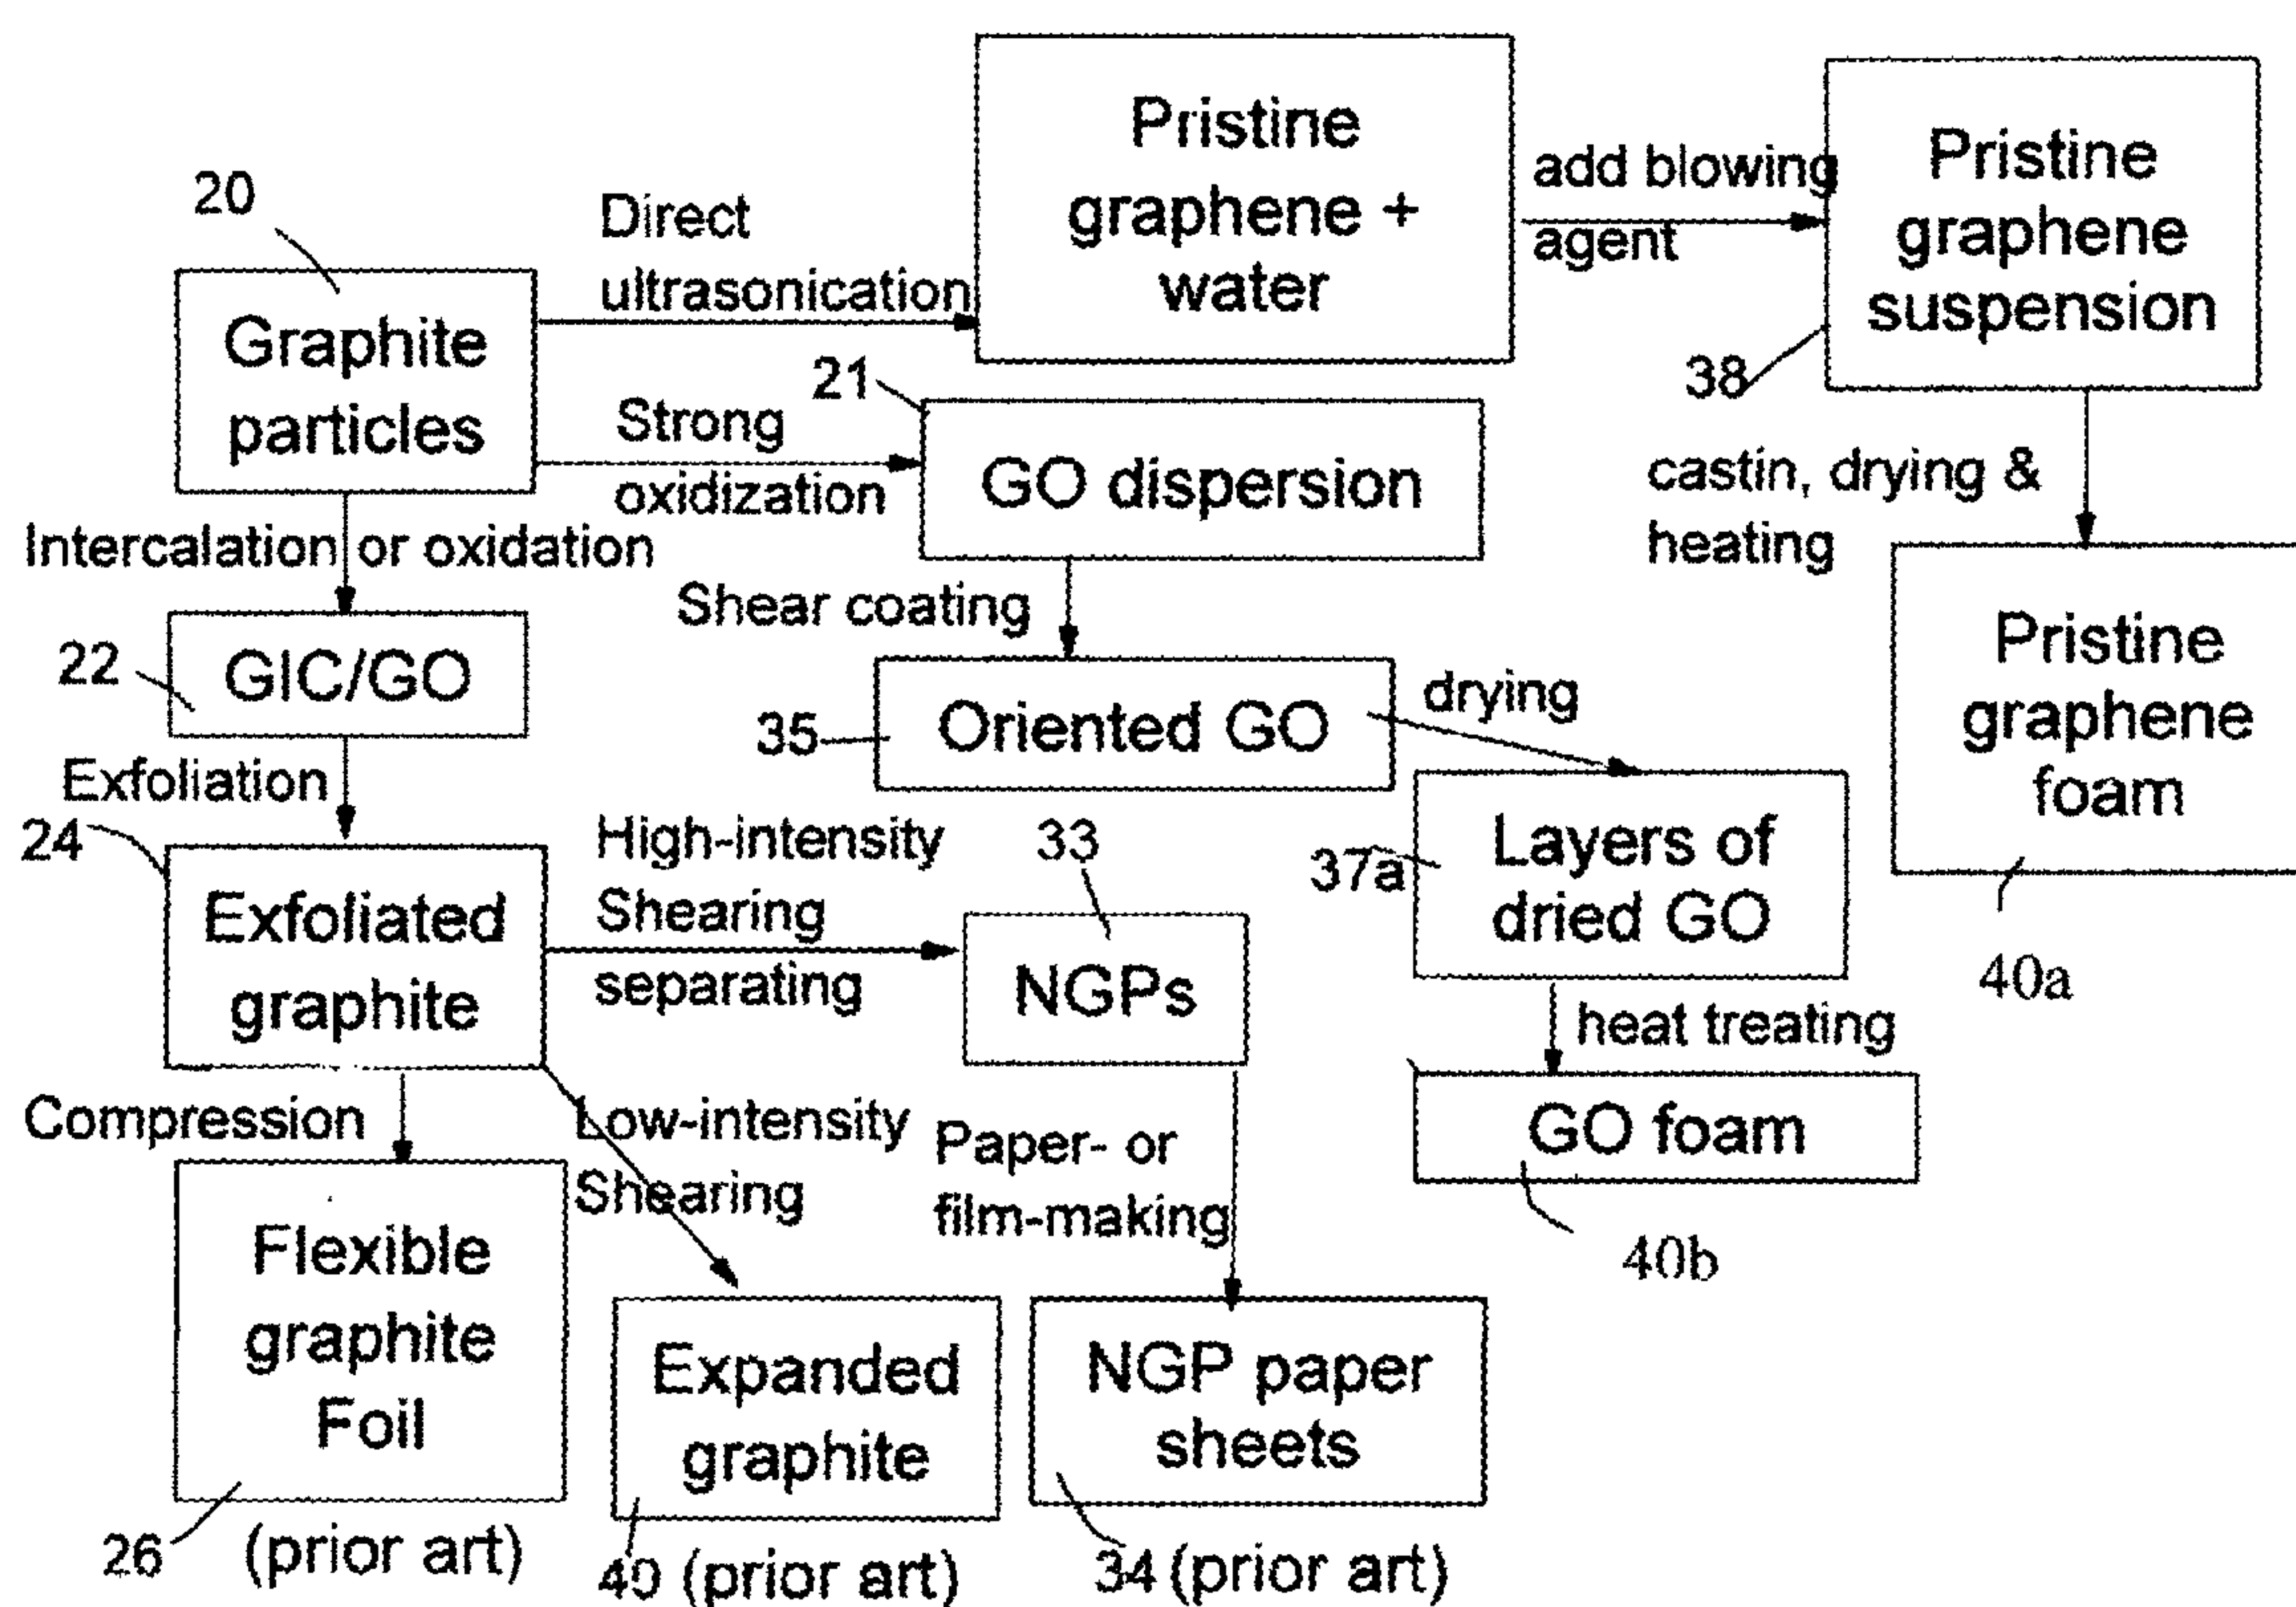 20
Graphite
particles
Direct
ultrasonication
Pristine
graphene +
water
add blowing
agent
Pristine
graphene
suspension
38
castin, drying &
heating
Pristine
graphene
foam
40a
Strong
oxidization
21
GO dispersion
Shear coating
35
Oriented GO
drying
37a
Layers of
dried GO
heat treating
GO foam
40b
Intercalation or oxidation
22
GIC/GO
Exfoliation
24
Exfoliated
graphite
High-intensity
Shearing
separating
33
NGPs
Paper- or
film-making
NGP paper
sheets
34 (prior art)
Low-intensity
Shearing
Expanded
graphite
40 (prior art)
Compression
Flexible
graphite
Foil
26 (prior art)